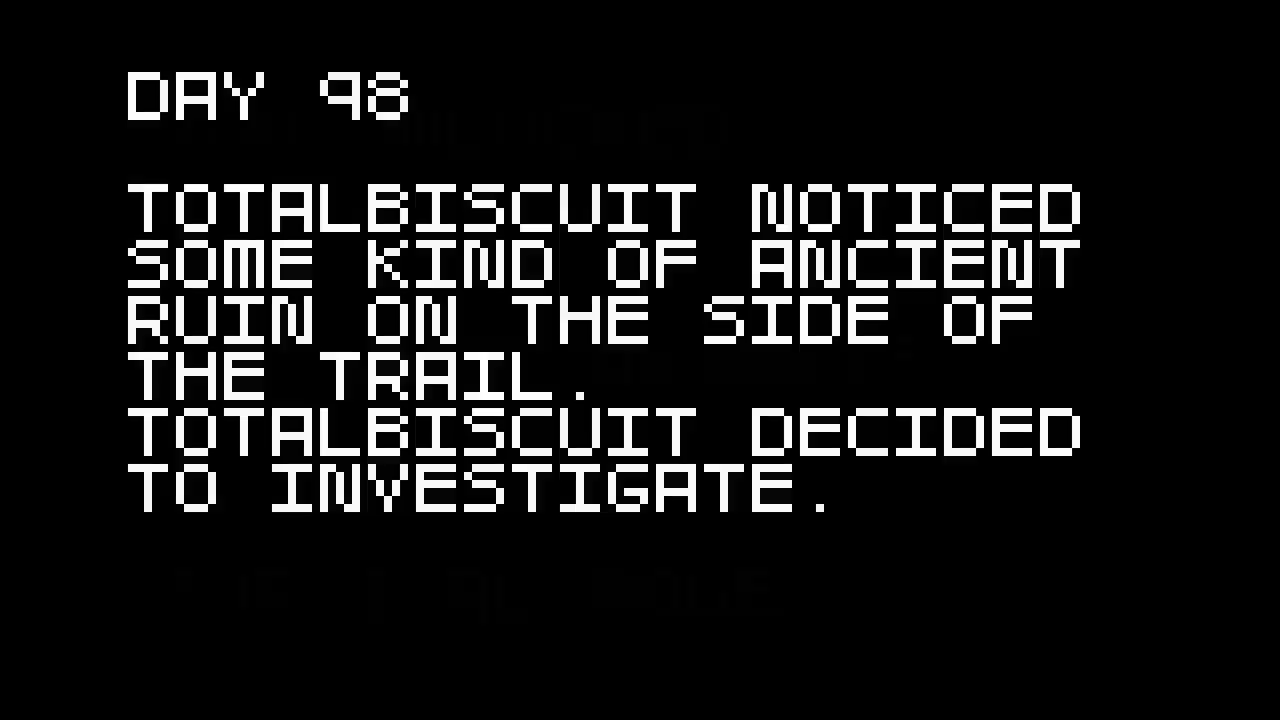 DAY 98
TOTALBISCUIT NOTICED
SOME KIND OF ANCIENT
RUIN ON THE SIDE OF
THE TRAIL.
TOTALBISCUIT DECIDED
TO INVESTIGATE.